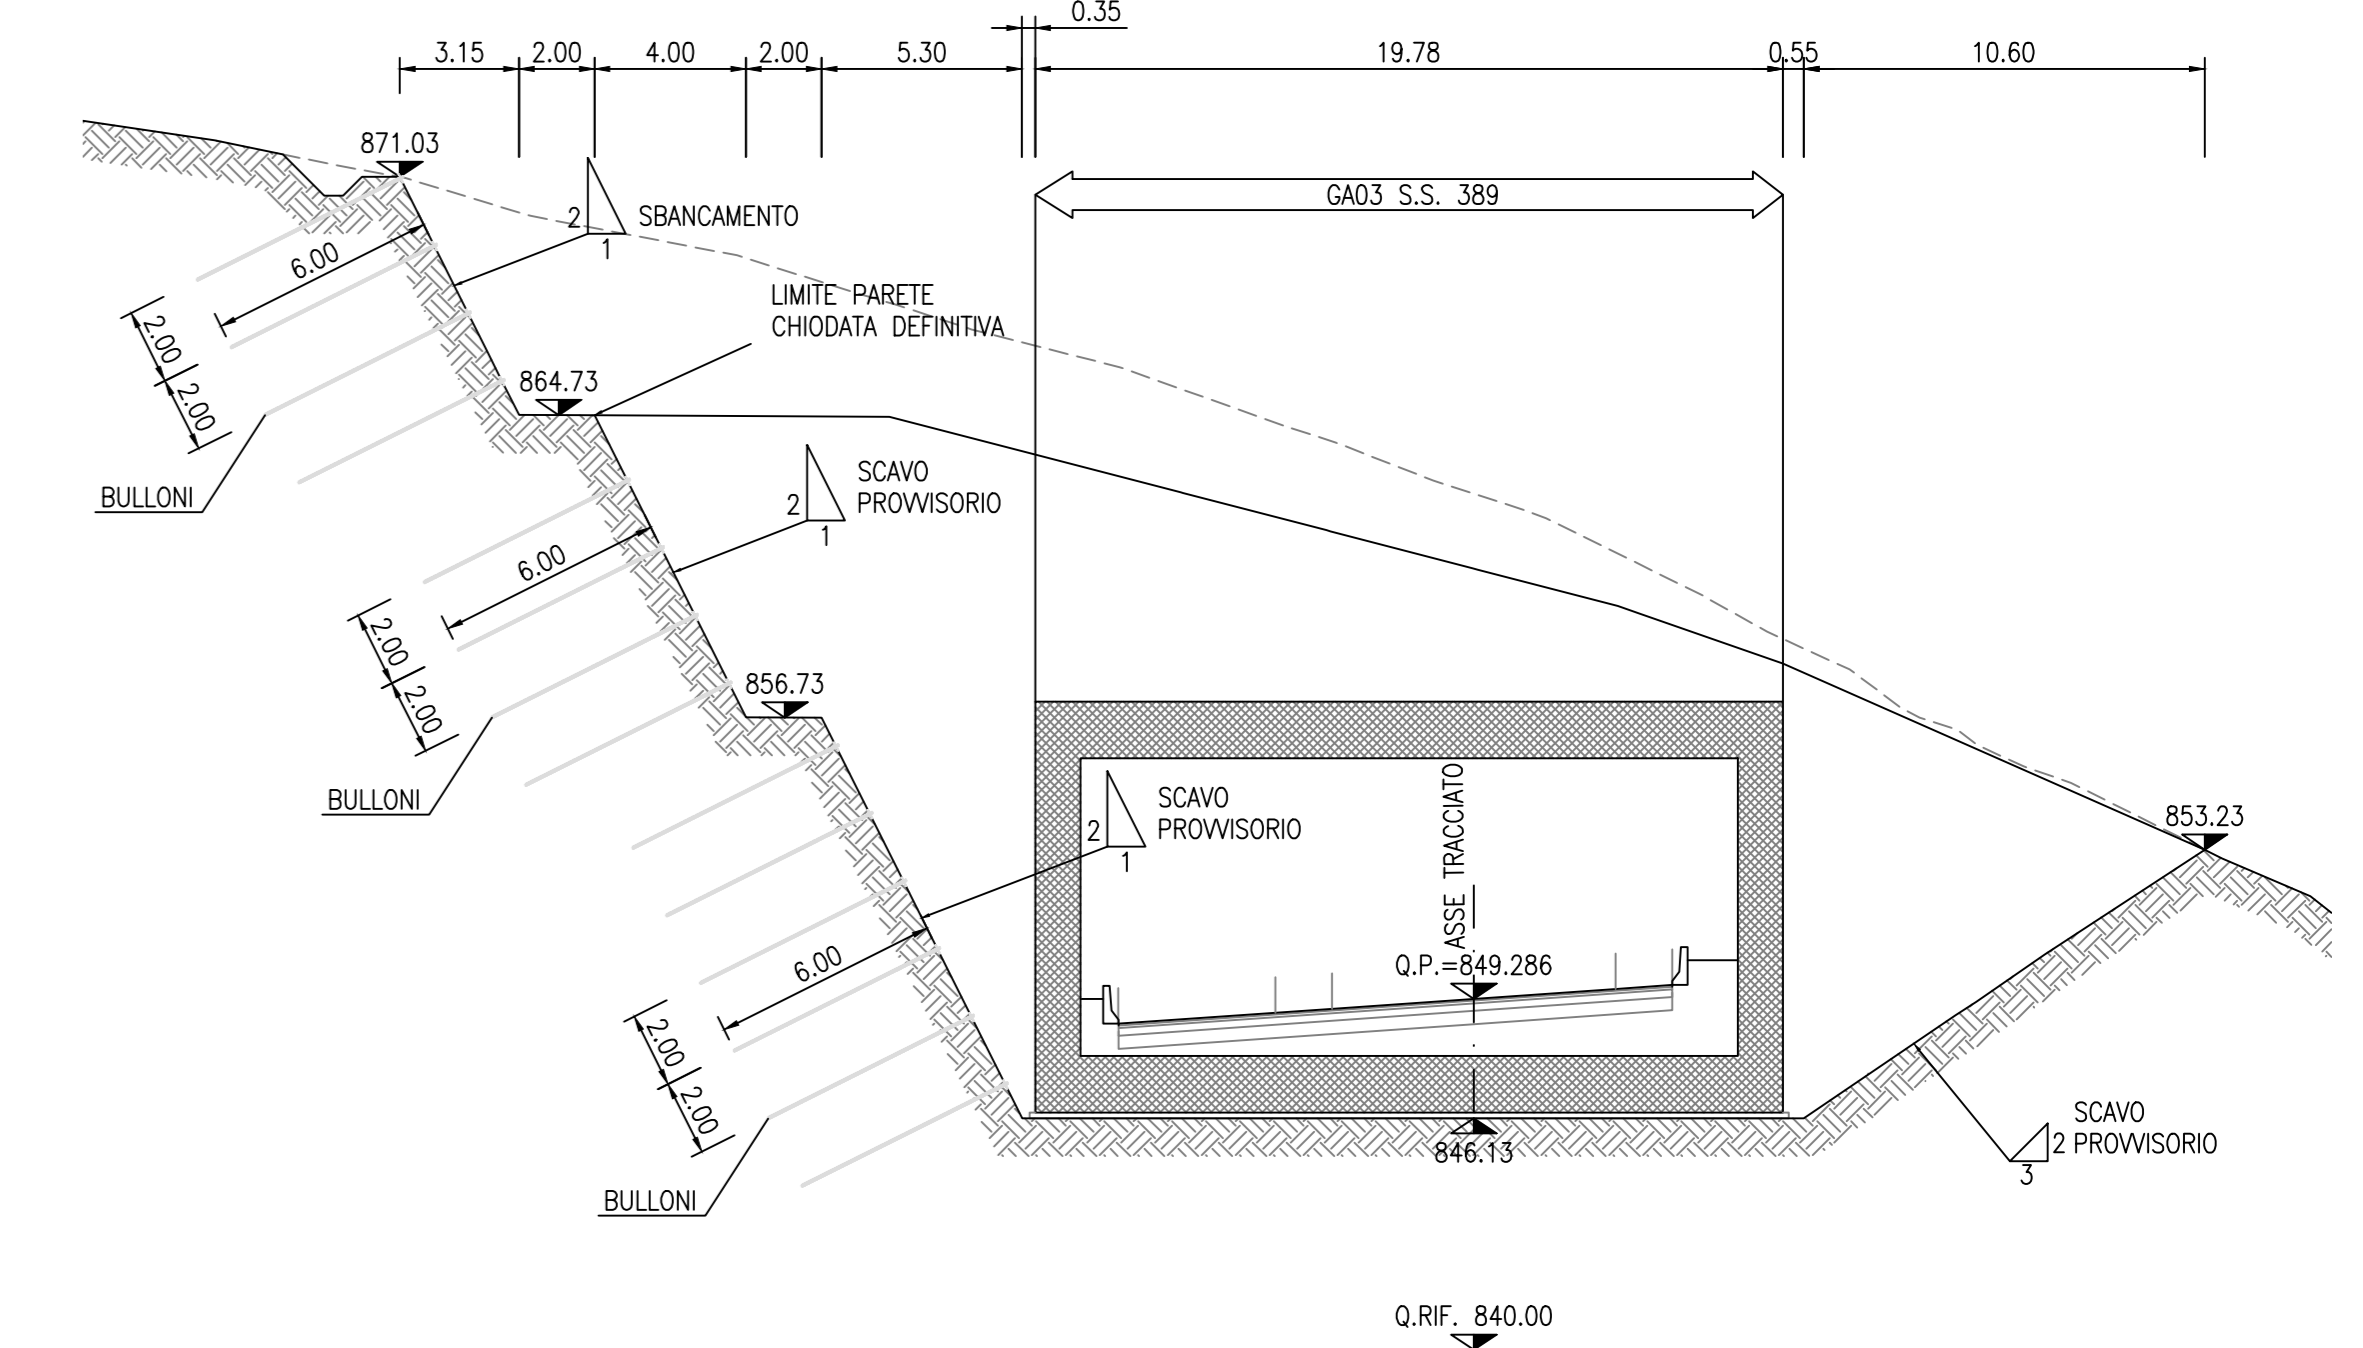 0.35
3.15 2.00 4.00 2.00 5.30 19.78 0.55 10.60
871.03
GA03 S.S. 389
2
1
SBANCAMENTO
6.00
LIMITE PARETE
CHIODATA DEFINITIVA
2.00
2.00
864.73
BULLONI
2
1
SCAVO
PROVVISORIO
6.00
2.00
2.00
856.73
BULLONI
2
1
SCAVO
PROVVISORIO
ASSE TRACCIATO
853.23
6.00
Q.P.=849.286
2.00
2.00
846.13
2
3
SCAVO
PROVVISORIO
BULLONI
Q.RIF. 840.00